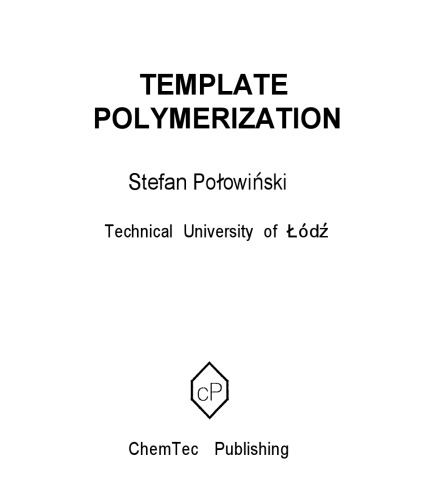 TEMPLATE
POLYMERIZATION
Stefan Połowiński
Technical University of Łódź
cP
ChemTec Publishing